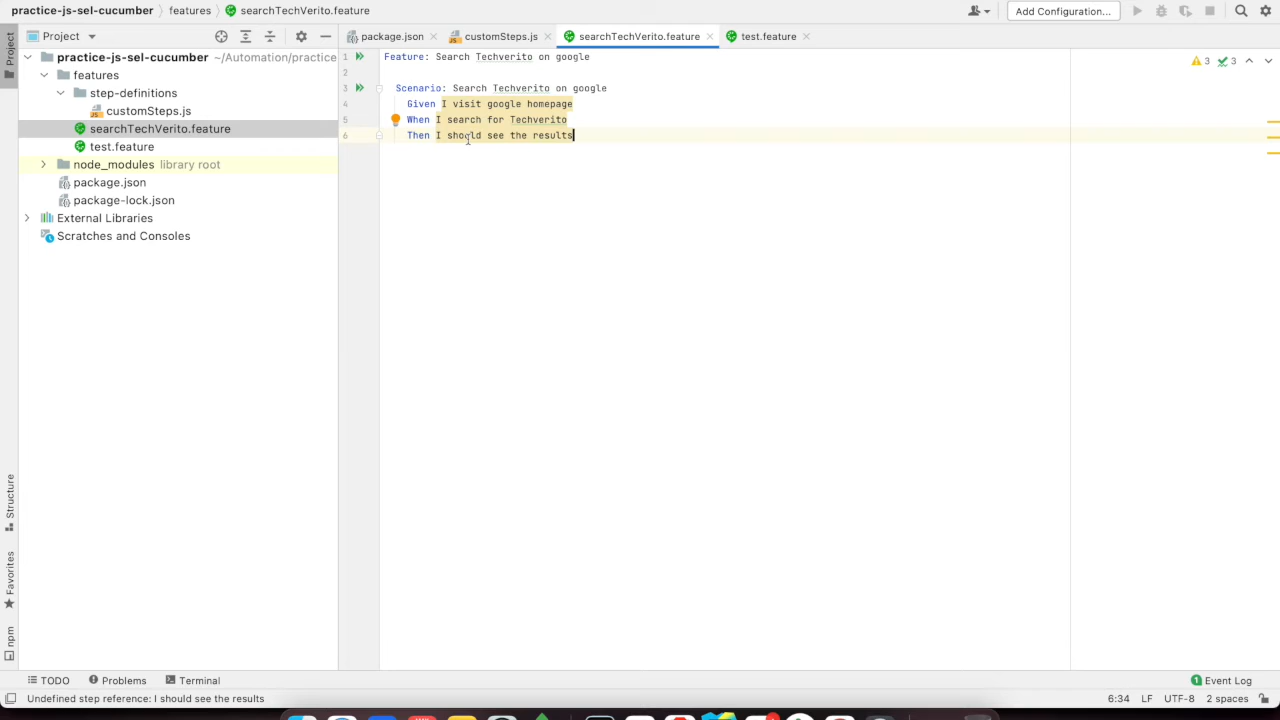 practice-js-sel-cucumber features searchTechVerito.feature Add Configuration...
Project package.json customSteps.js searchTechVerito.feature test.feature
Project
practice-js-sel-cucumber ~/Automation/practice
features
step-definitions
JS customSteps.js
searchTechVerito.feature
test.feature
node_modules library root
package.json
package-lock.json
External Libraries
Scratches and Consoles
1 Feature: Search Techverito on google
2
3 Scenario: Search Techverito on google
4 Given I visit google homepage
5 When I search for Techverito
6 Then I should see the results
3 3
Structure
Favorites
npm
TODO Problems Terminal 1 Event Log
Undefined step reference: I should see the results 6:34 LF UTF-8 2 spaces